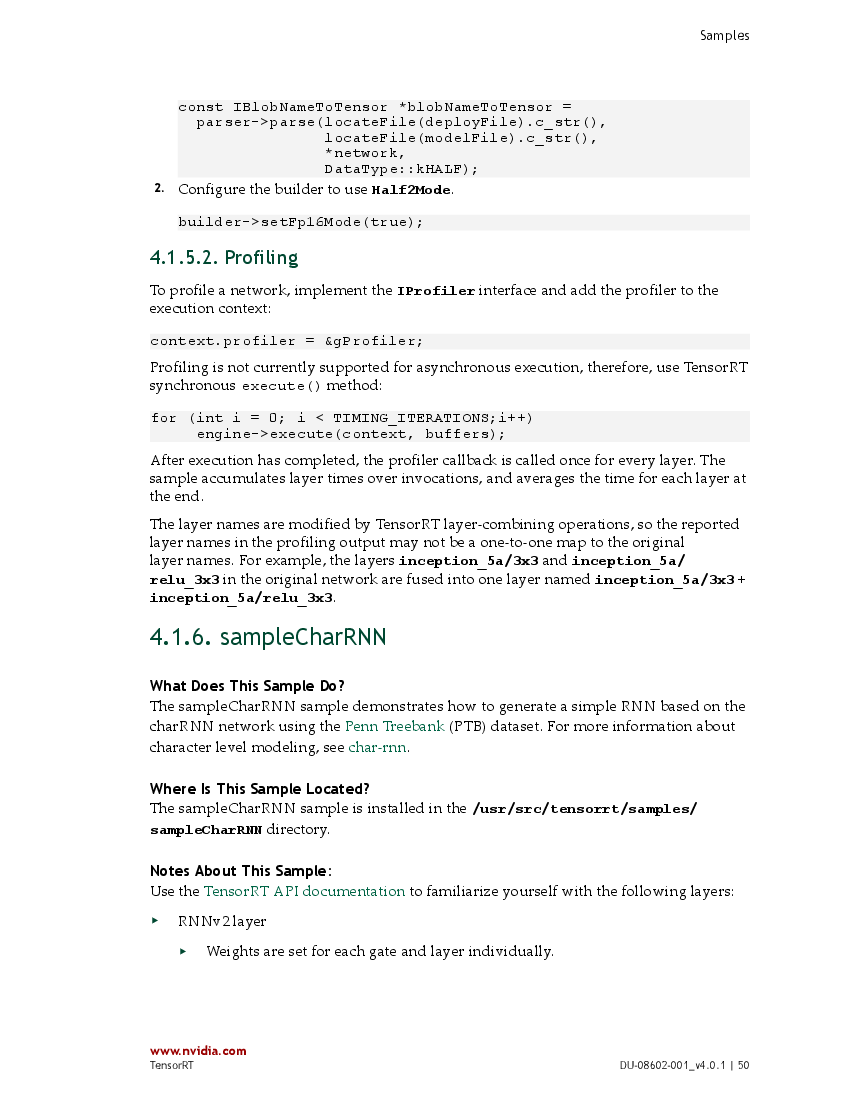 Samples
const IBlobNameToTensor *blobNameToTensor =
parser->parse(locateFile(deployFile).c_str(),
locateFile(modelFile).c_str(),
*network,
DataType::kHALF);
2. Configure the builder to use Half2Mode.
builder->setFp16Mode(true);
4.1.5.2. Profiling
To profile a network, implement the IProfiler interface and add the profiler to the
execution context:
context.profiler = &gProfiler;
Profiling is not currently supported for asynchronous execution, therefore, use TensorRT
synchronous execute() method:
for (int i = 0; i < TIMING_ITERATIONS;i++)
engine->execute(context, buffers);
After execution has completed, the profiler callback is called once for every layer. The
sample accumulates layer times over invocations, and averages the time for each layer at
the end.
The layer names are modified by TensorRT layer-combining operations, so the reported
layer names in the profiling output may not be a one-to-one map to the original
layer names. For example, the layers inception_5a/3x3 and inception_5a/
relu_3x3 in the original network are fused into one layer named inception_5a/3x3 +
inception_5a/relu_3x3.
4.1.6. sampleCharRNN
What Does This Sample Do?
The sampleCharRNN sample demonstrates how to generate a simple RNN based on the
charRNN network using the Penn Treebank (PTB) dataset. For more information about
character level modeling, see char-rnn.
Where Is This Sample Located?
The sampleCharRNN sample is installed in the /usr/src/tensorrt/samples/
sampleCharRNN directory.
Notes About This Sample:
Use the TensorRT API documentation to familiarize yourself with the following layers:
▸ RNNv2 layer
▸ Weights are set for each gate and layer individually.
www.nvidia.com
TensorRT
DU-08602-001_v4.0.1 | 50